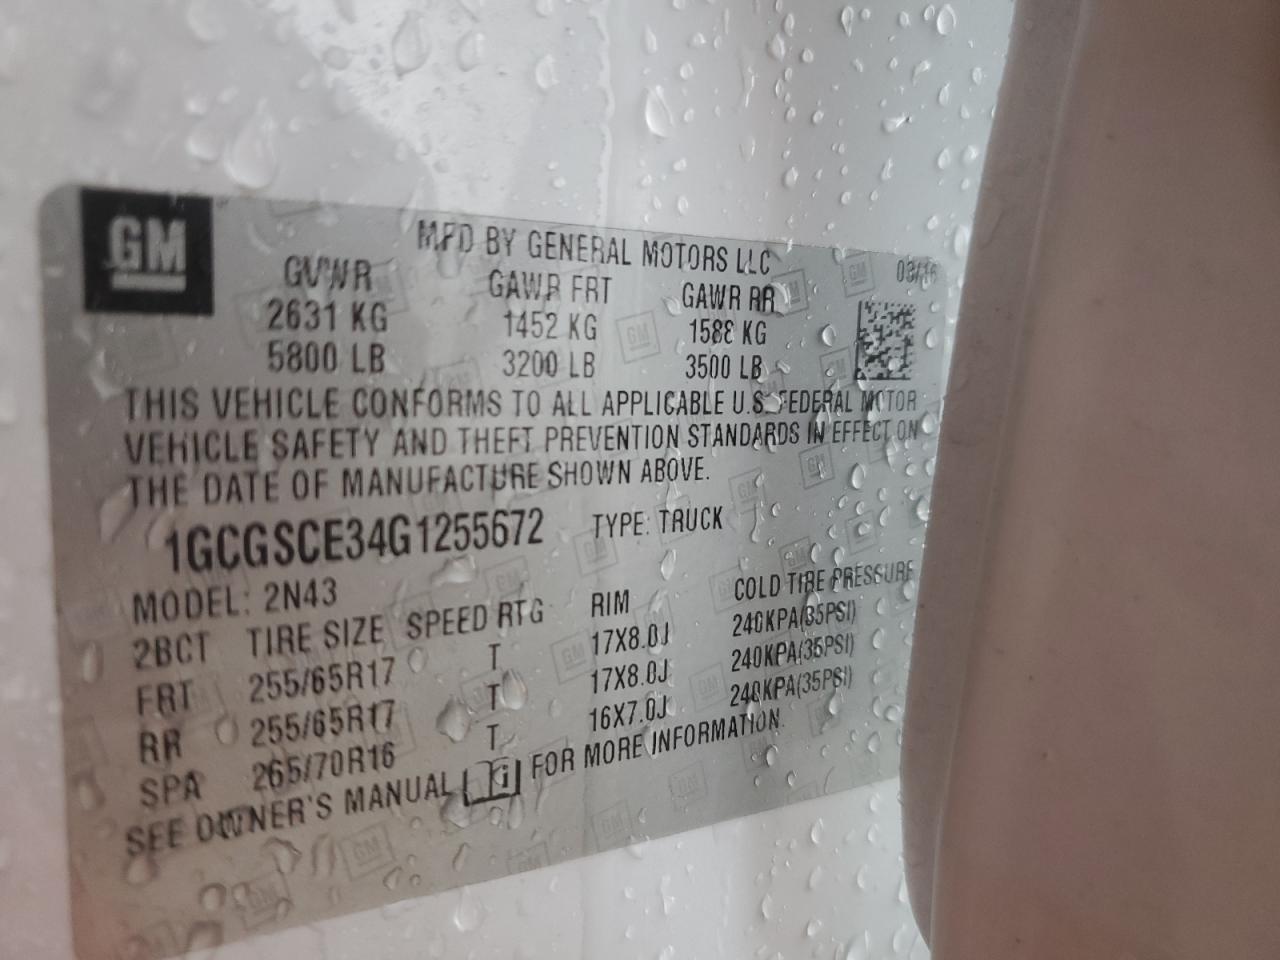 GM
MFD BY GENERAL MOTORS LLC
03/16
GVWR GAWR FRT GAWR RR
2631 KG 1452 KG 1588 KG
5800 LB 3200 LB 3500 LB
THIS VEHICLE CONFORMS TO ALL APPLICABLE U.S. FEDERAL MOTOR
VEHICLE SAFETY AND THEFT PREVENTION STANDARDS IN EFFECT ON
THE DATE OF MANUFACTURE SHOWN ABOVE.
1GCGSCE34G1255672 TYPE: TRUCK
MODEL: 2N43
2BCT TIRE SIZE SPEED RTG RIM COLD TIRE PRESSURE
FRT 255/65R17 T 17X8.0J 240KPA(35PSI)
RR 255/65R17 T 17X8.0J 240KPA(35PSI)
SPA 265/70R16 T 16X7.0J 240KPA(35PSI)
SEE OWNER'S MANUAL i FOR MORE INFORMATION.